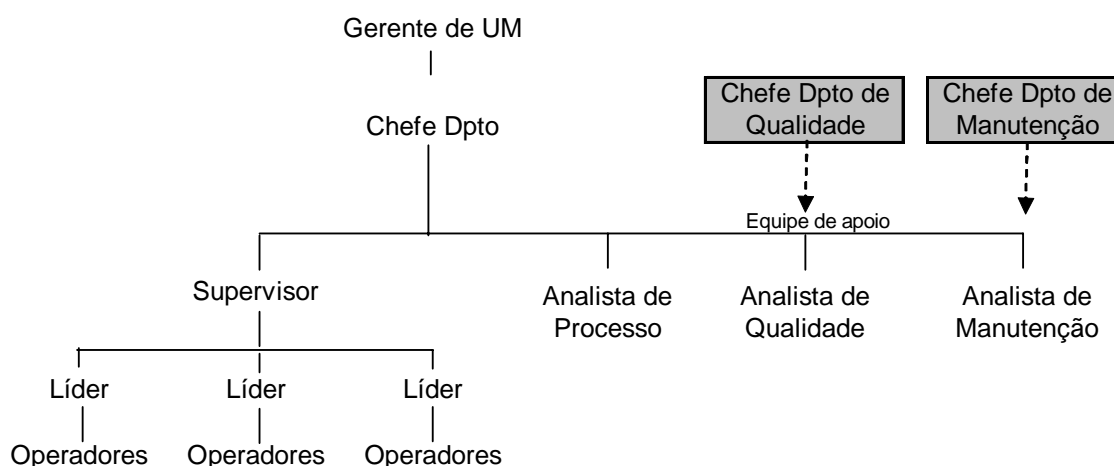 Gerente de UM
Chefe Dpto
Chefe Dpto de
Qualidade
Chefe Dpto de
Manutenção
Equipe de apoio
Supervisor
Analista de
Processo
Analista de
Qualidade
Analista de
Manutenção
Líder
Líder
Líder
Operadores
Operadores
Operadores